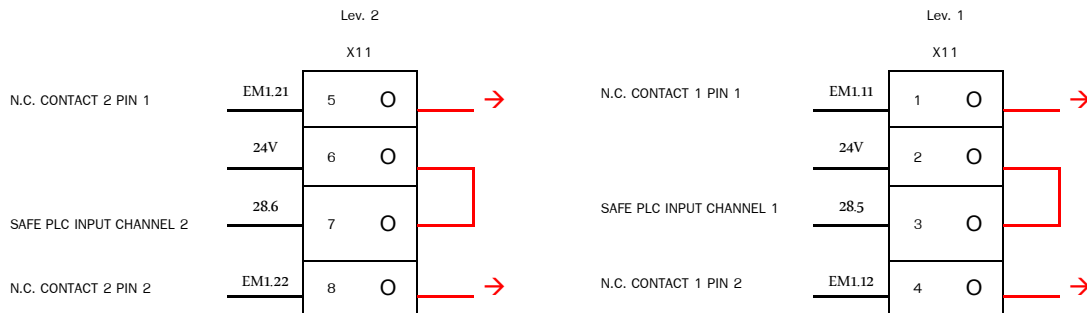 Lev. 2
X11
N.C. CONTACT 2 PIN 1
EM1.21
5 O
24V
6 O
SAFE PLC INPUT CHANNEL 2
28.6
7 O
N.C. CONTACT 2 PIN 2
EM1.22
8 O
Lev. 1
X11
N.C. CONTACT 1 PIN 1
EM1.11
1 O
24V
2 O
SAFE PLC INPUT CHANNEL 1
28.5
3 O
N.C. CONTACT 1 PIN 2
EM1.12
4 O